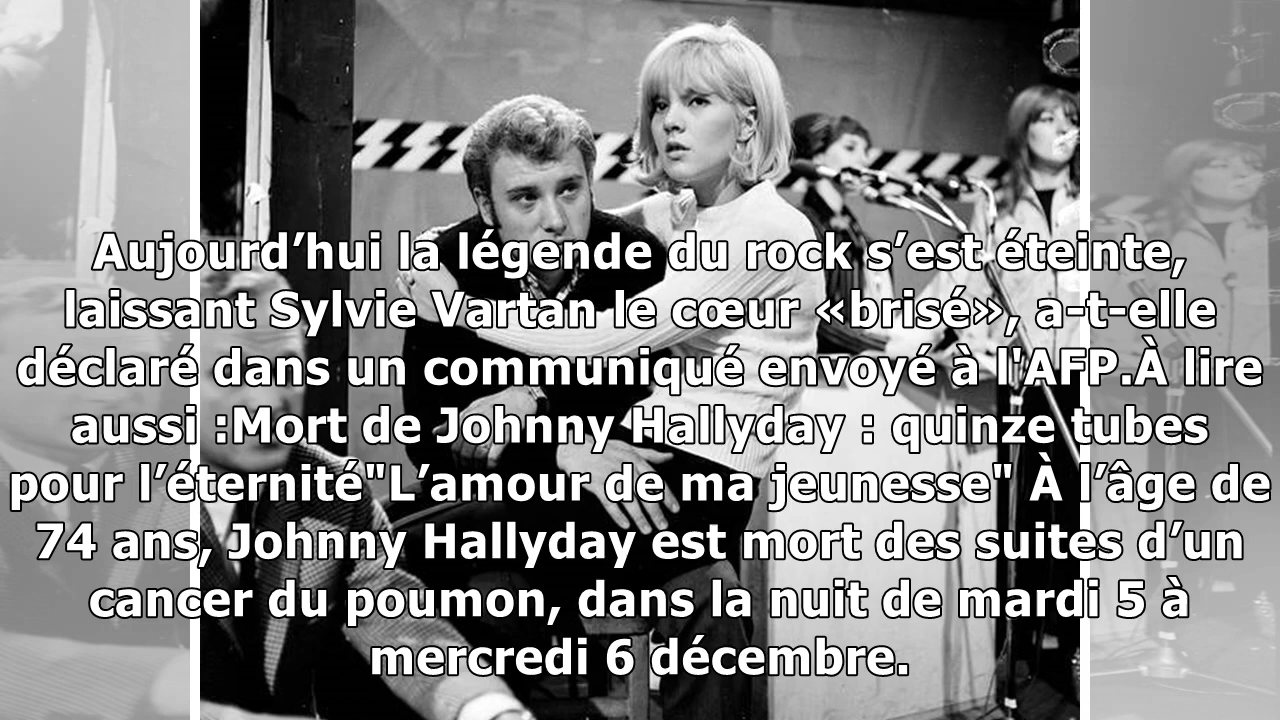 Aujourd’hui la légende du rock s’est éteinte,
laissant Sylvie Vartan le cœur «brisé», a-t-elle
déclaré dans un communiqué envoyé à l'AFP.À lire
aussi :Mort de Johnny Hallyday : quinze tubes
pour l’éternité"L’amour de ma jeunesse" À l’âge de
74 ans, Johnny Hallyday est mort des suites d’un
cancer du poumon, dans la nuit de mardi 5 à
mercredi 6 décembre.